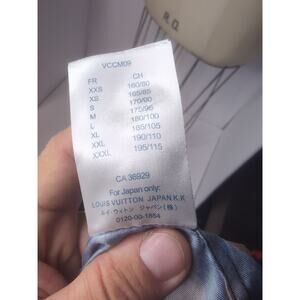 R.O.
VCCM09
FR CH
XXS 160/80
XS 165/85
S 170/90
M 175/95
L 180/100
XL 185/105
XXL 190/110
XXXL 195/115
CA 36929
For Japan only:
LOUIS VUITTON JAPAN K.K
ルイ・ウィトン ジャパン (株)
0120-00-1854